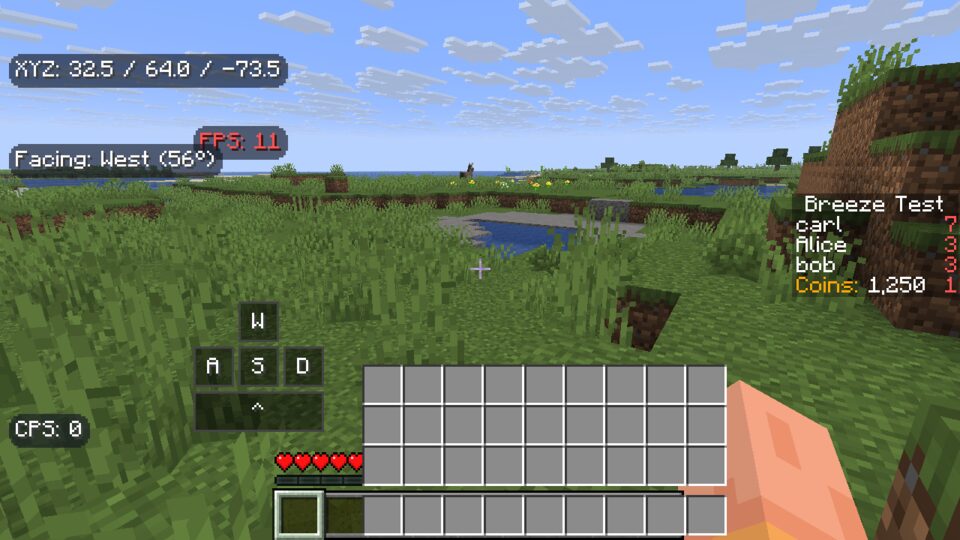 XYZ: 32.5 / 64.0 / -73.5
FPS: 11
Facing: West (56°)
Breeze Test
carl 7
Alice 3
bob 3
Coins: 1,250 1
W
A S D
^
CPS: 0